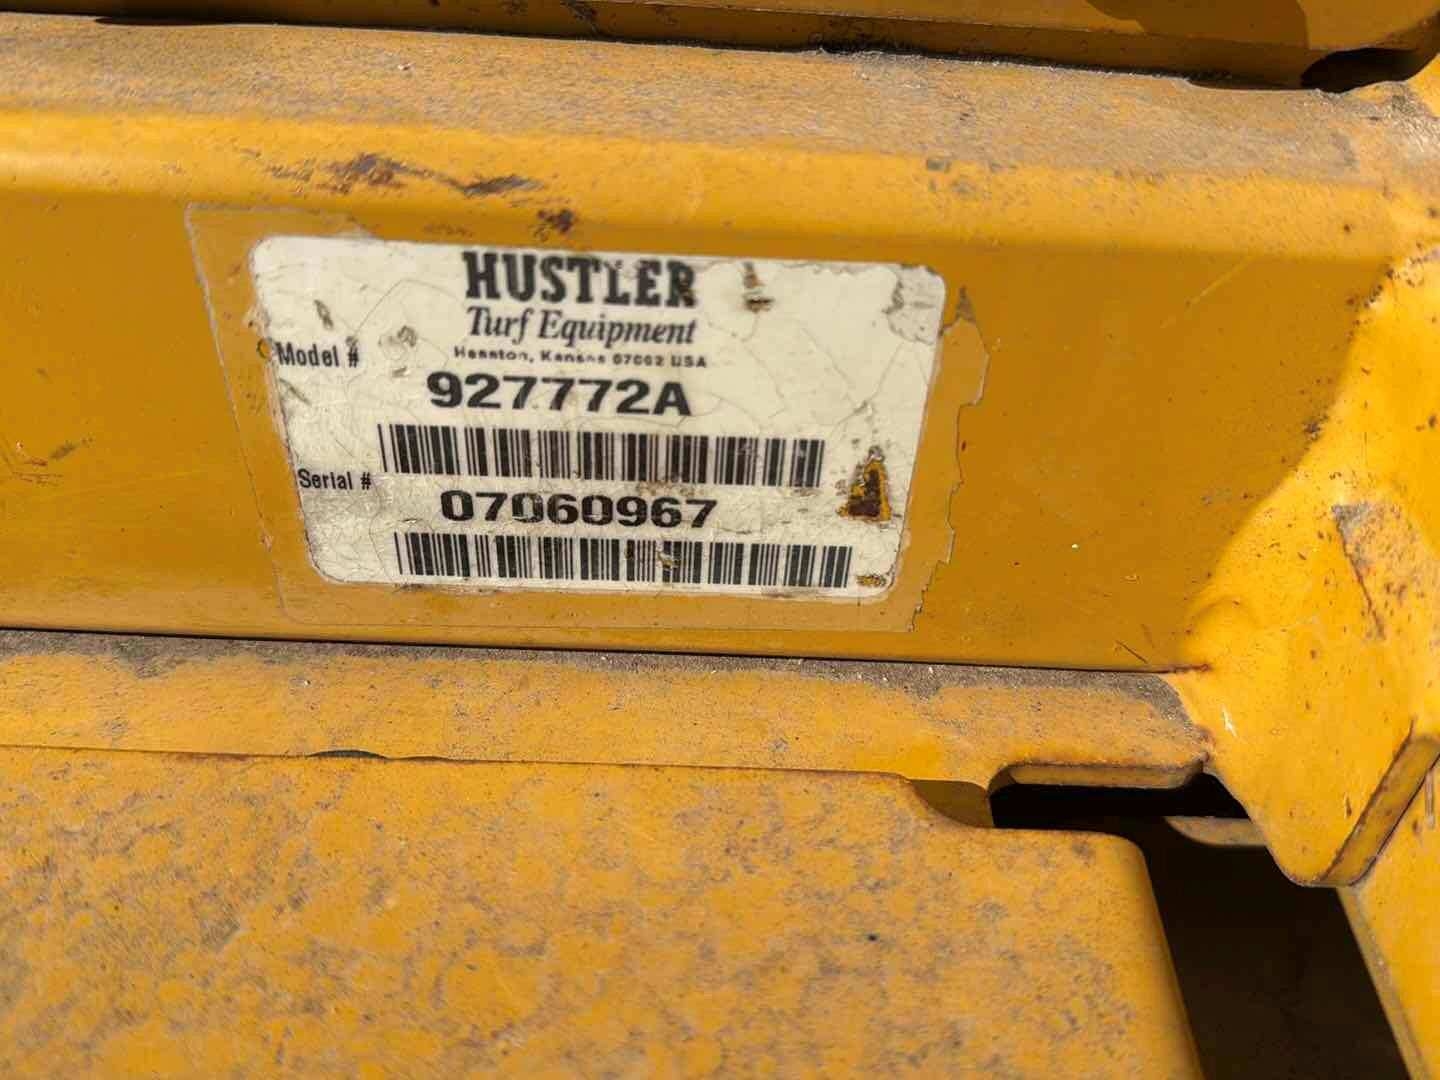 HUSTLER
Turf Equipment
Hesston, Kansas 67062 USA
Model #
927772A
Serial #
07060967